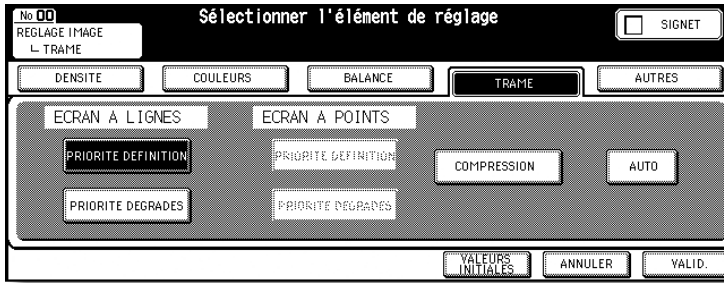 No 00
REGLAGE IMAGE
TRAME
Sélectionner l'élément de réglage
SIGNET
DENSITE
COULEURS
BALANCE
TRAME
AUTRES
ECRAN A LIGNES
ECRAN A POINTS
PRIORITE DEFINITION
PRIORITE DEFINITION
COMPRESSION
AUTO
PRIORITE DEGRADES
PRIORITE DEGRADES
VALEURS
INITIALES
ANNULER
VALID.